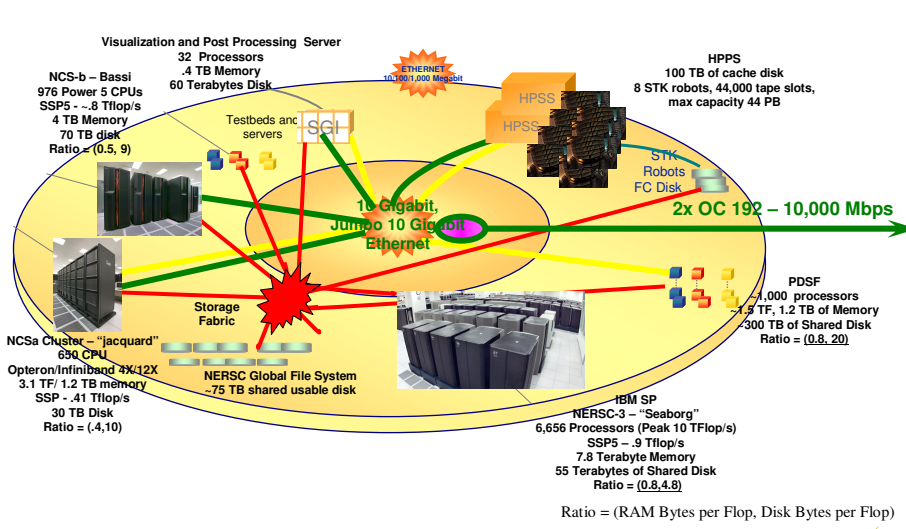 Visualization and Post Processing Server
32 Processors
.4 TB Memory
60 Terabytes Disk
ETHERNET
10/100/1,000 Megabit
HPPS
100 TB of cache disk
8 STK robots, 44,000 tape slots,
max capacity 44 PB
NCS-b – Bassi
976 Power 5 CPUs
SSP5 - ~.8 Tflop/s
4 TB Memory
70 TB disk
Ratio = (0.5, 9)
Testbeds and
servers
SGI
HPSS
HPSS
STK
Robots
FC Disk
10 Gigabit,
Jumbo 10 Gigabit
Ethernet
2x OC 192 – 10,000 Mbps
Storage
Fabric
PDSF
~1,000 processors
~1.5 TF, 1.2 TB of Memory
~300 TB of Shared Disk
Ratio = (0.8, 20)
NCSa Cluster – “jacquard”
650 CPU
Opteron/Infiniband 4X/12X
3.1 TF/ 1.2 TB memory
SSP - .41 Tflop/s
30 TB Disk
Ratio = (.4,10)
NERSC Global File System
~75 TB shared usable disk
IBM SP
NERSC-3 – “Seaborg”
6,656 Processors (Peak 10 TFlop/s)
SSP5 – .9 Tflop/s
7.8 Terabyte Memory
55 Terabytes of Shared Disk
Ratio = (0.8,4.8)
Ratio = (RAM Bytes per Flop, Disk Bytes per Flop)